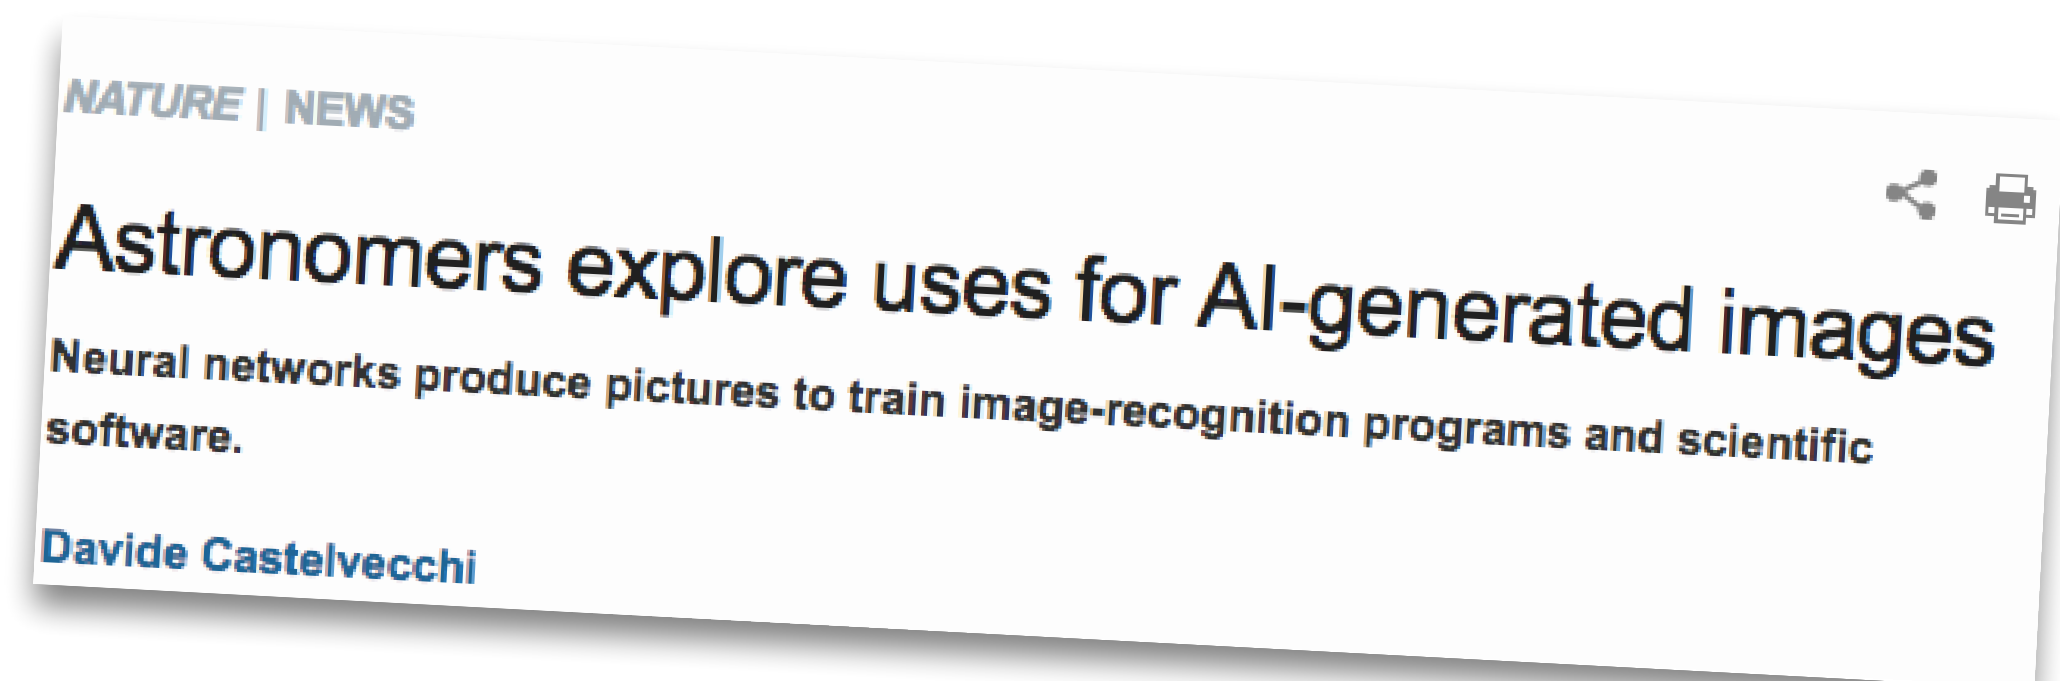 NATURE | NEWS
Astronomers explore uses for AI-generated images
Neural networks produce pictures to train image-recognition programs and scientific
software.
Davide Castelvecchi